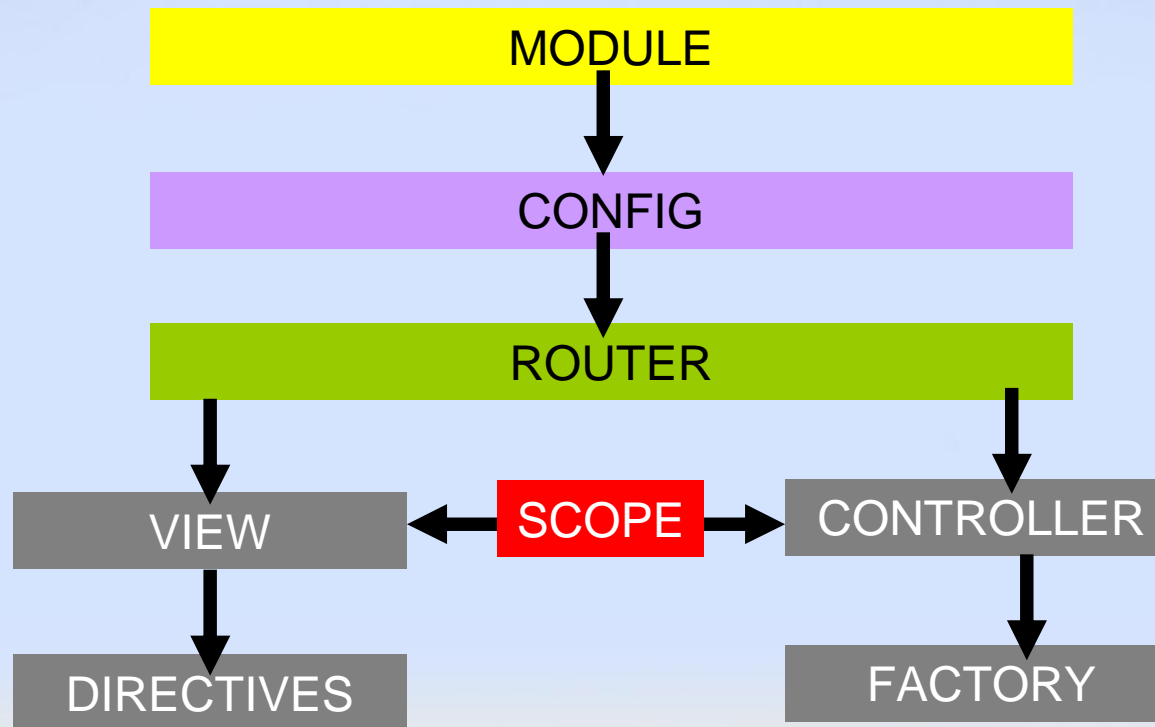 MODULE
CONFIG
ROUTER
VIEW
SCOPE
CONTROLLER
DIRECTIVES
FACTORY